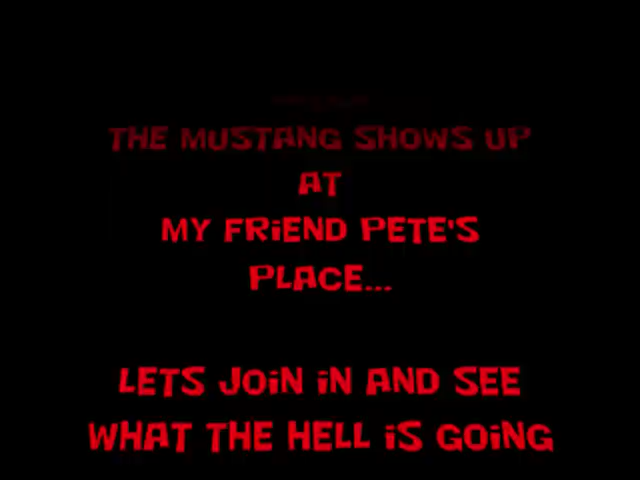 THE MUSTANG SHOWS UP
AT
MY FRiEND PETE'S
PLACE...
LETS JOiN iN AND SEE
WHAT THE HELL iS GOiNG